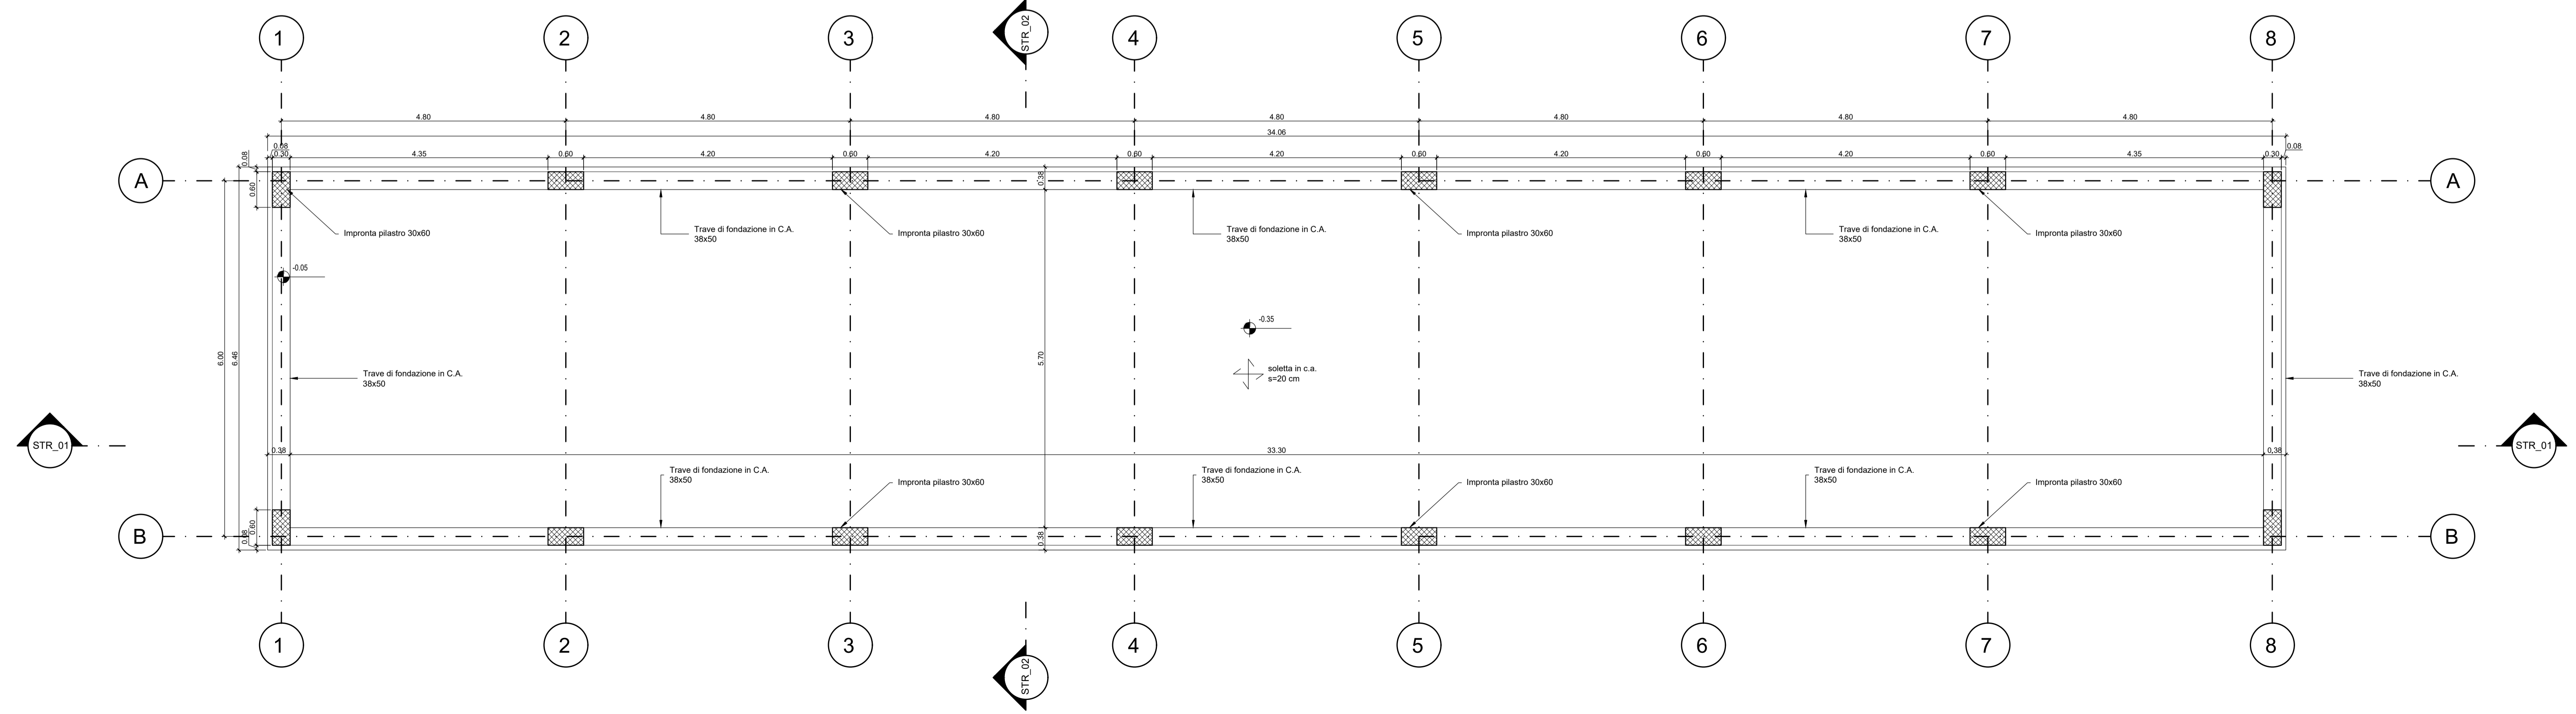 1 2 3 STR_02 4 5 6 7 8
4.80 4.80 4.80 4.80 4.80 4.80 4.80
34.06
0.08 0.08 0.08
0.30 4.35 0.60 4.20 0.60 4.20 0.60 4.20 0.60 4.20 0.60 4.20 0.60 4.35 0.30
A 0.60 0.38 A
Impronta pilastro 30x60
Trave di fondazione in C.A.
38x50
Impronta pilastro 30x60
Trave di fondazione in C.A.
38x50
Impronta pilastro 30x60
Trave di fondazione in C.A.
38x50
Impronta pilastro 30x60
-0.05
-0.35
6.00 6.46 5.70
soletta in c.a.
s=20 cm
Trave di fondazione in C.A.
38x50
Trave di fondazione in C.A.
38x50
STR_01 STR_01
0.38 33.30 0.38
Trave di fondazione in C.A.
38x50
Impronta pilastro 30x60
Trave di fondazione in C.A.
38x50
Impronta pilastro 30x60
Trave di fondazione in C.A.
38x50
Impronta pilastro 30x60
0.60
B 0.08 0.38 B
1 2 3 STR_02 4 5 6 7 8